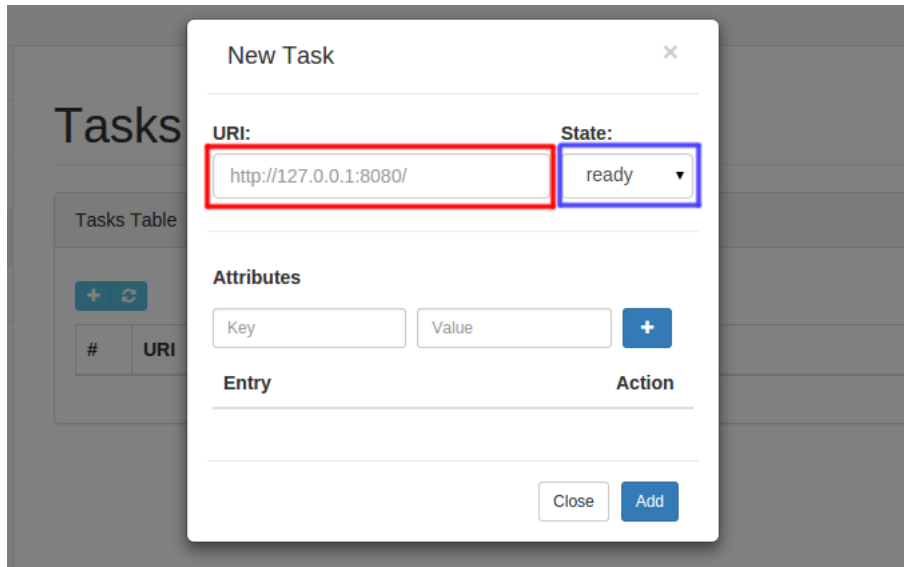 New Task ×
Tasks
URI: State:
http://127.0.0.1:8080/ ready
Tasks Table
Attributes
Key Value +
# URI
Entry Action
Close Add